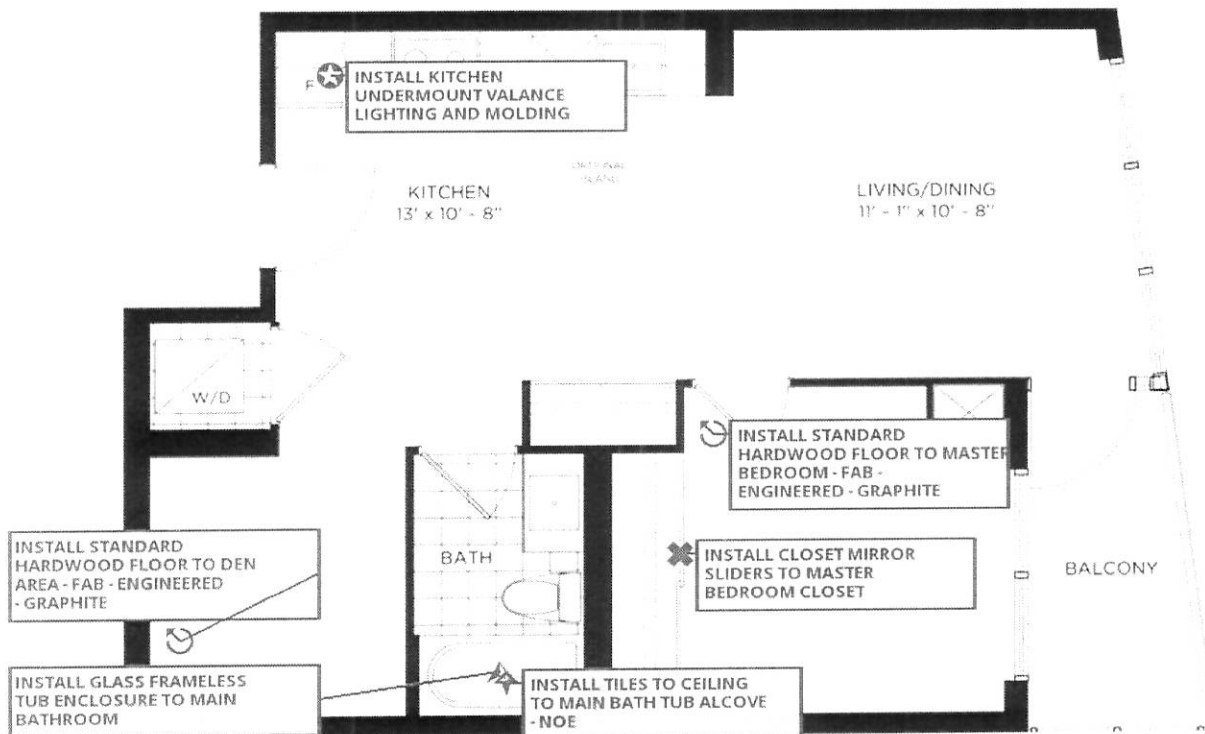 F
INSTALL KITCHEN
UNDERMOUNT VALANCE
LIGHTING AND MOLDING
OPTIONAL
ISLAND
KITCHEN
13' x 10' - 8"
LIVING/DINING
11' - 1" x 10' - 8"
W/D
INSTALL STANDARD
HARDWOOD FLOOR TO MASTER
BEDROOM - FAB -
ENGINEERED - GRAPHITE
INSTALL STANDARD
HARDWOOD FLOOR TO DEN
AREA - FAB - ENGINEERED
- GRAPHITE
BATH
INSTALL CLOSET MIRROR
SLIDERS TO MASTER
BEDROOM CLOSET
BALCONY
INSTALL GLASS FRAMELESS
TUB ENCLOSURE TO MAIN
BATHROOM
INSTALL TILES TO CEILING
TO MAIN BATH TUB ALCOVE
- NOE